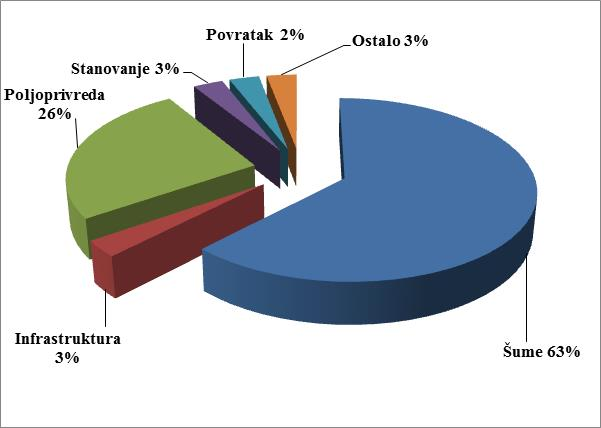 Povratak 2%
Ostalo 3%
Stanovanje 3%
Poljoprivreda
26%
Infrastruktura
3%
Šume 63%